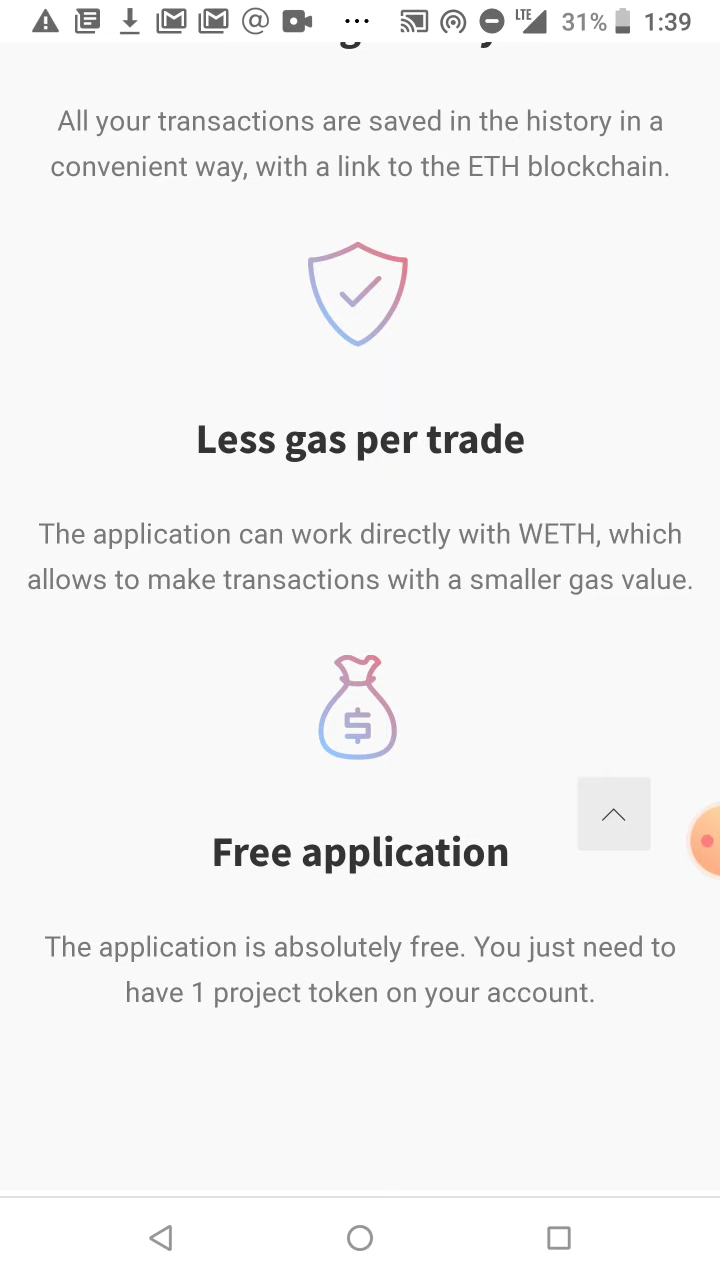 LTE 31% 1:39
All your transactions are saved in the history in a
convenient way, with a link to the ETH blockchain.
Less gas per trade
The application can work directly with WETH, which
allows to make transactions with a smaller gas value.
$
Free application
The application is absolutely free. You just need to
have 1 project token on your account.